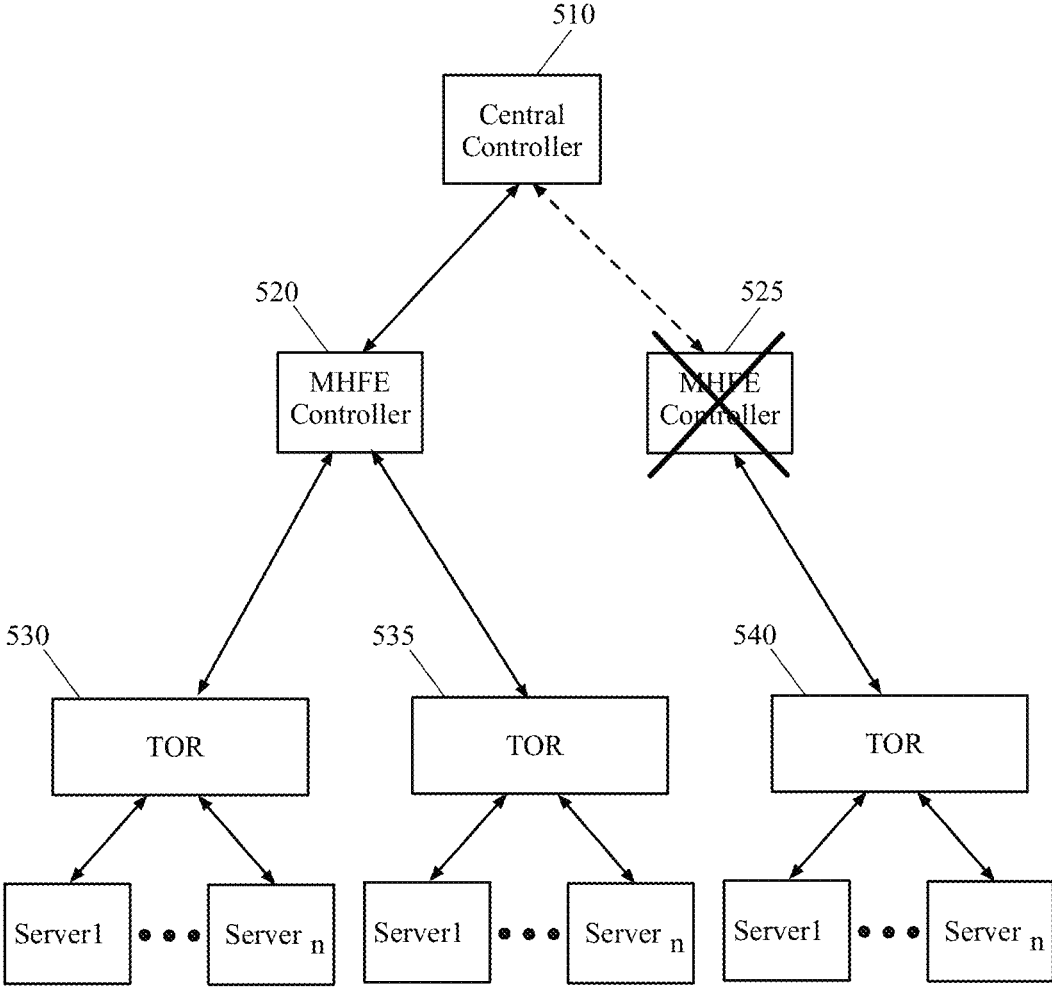 510
Central
Controller
520
525
MHFE
Controller
MHFE
Controller
530
535
540
TOR
TOR
TOR
Server1
Server n
Server1
Server n
Server1
Server n